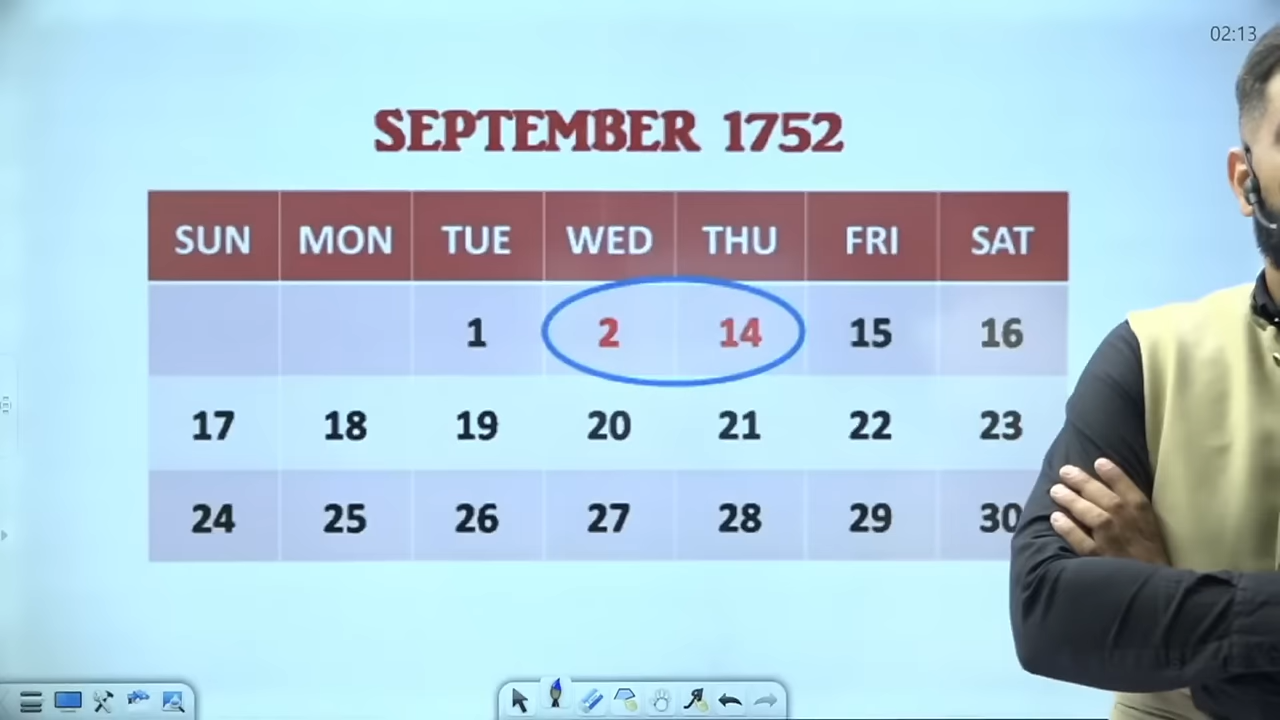 02:13
SEPTEMBER 1752
SUN MON TUE WED THU FRI SAT
1 2 14 15 16
17 18 19 20 21 22 23
24 25 26 27 28 29 30